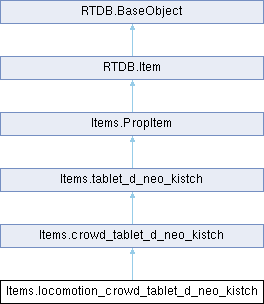 RTDB.BaseObject
RTDB.Item
Items.PropItem
Items.tablet_d_neo_kistch
Items.crowd_tablet_d_neo_kistch
Items.locomotion_crowd_tablet_d_neo_kistch